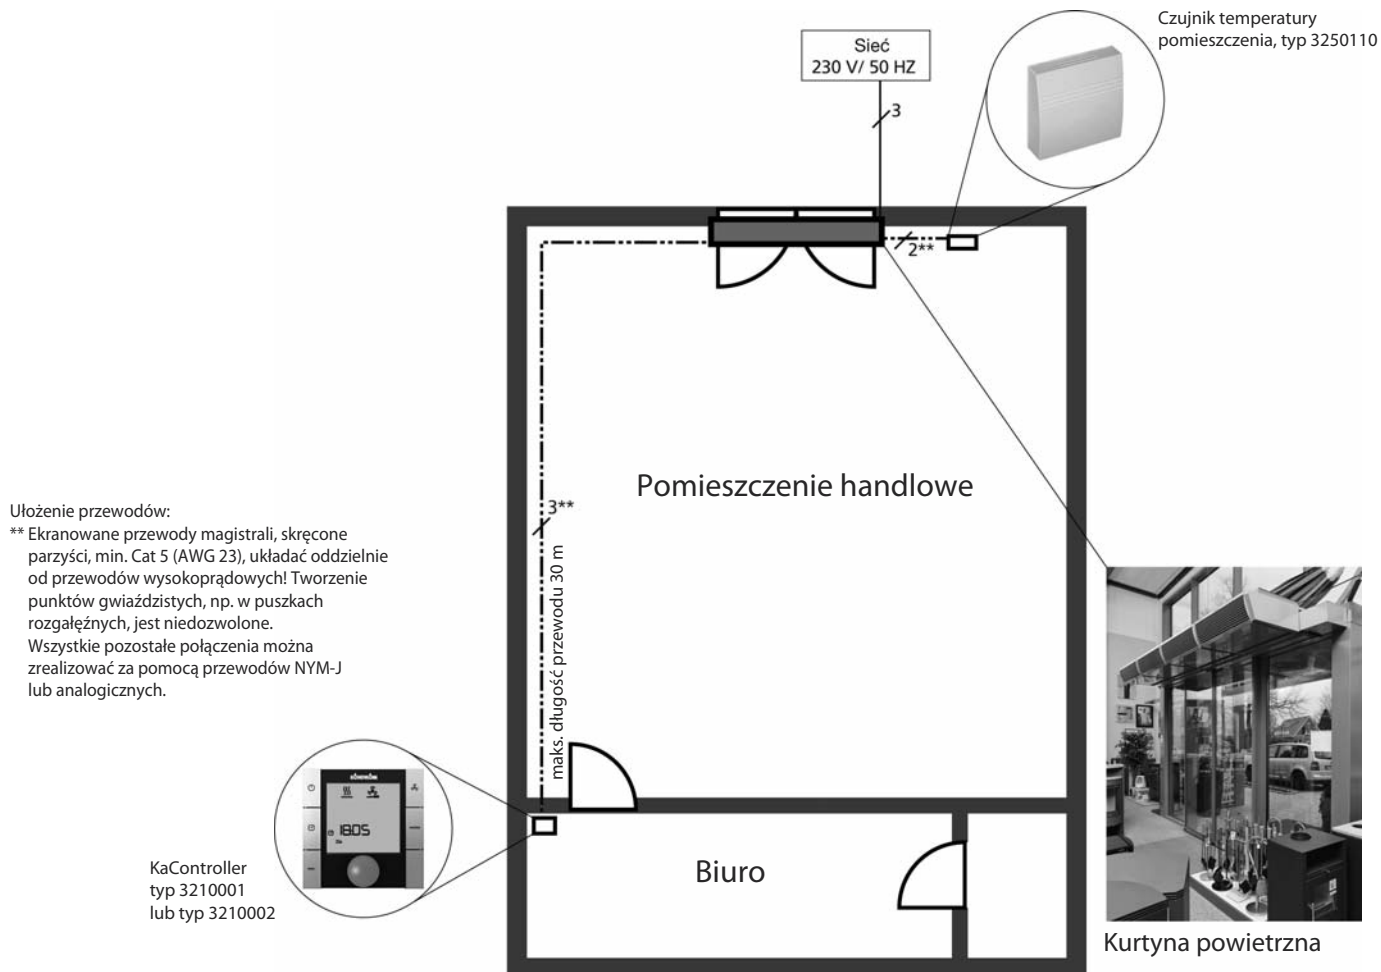 Czujnik temperatury
pomieszczenia, typ 3250110
Sieć
230 V/ 50 HZ
3
2**
Pomieszczenie handlowe
3**
maks. długość przewodu 30 m
Ułożenie przewodów:
** Ekranowane przewody magistrali, skręcone
parzyści, min. Cat 5 (AWG 23), układać oddzielnie
od przewodów wysokoprądowych! Tworzenie
punktów gwiaździstych, np. w puszkach
rozgałęźnych, jest niedozwolone.
Wszystkie pozostałe połączenia można
zrealizować za pomocą przewodów NYM-J
lub analogicznych.
18:05
KaController
typ 3210001
lub typ 3210002
Biuro
Kurtyna powietrzna